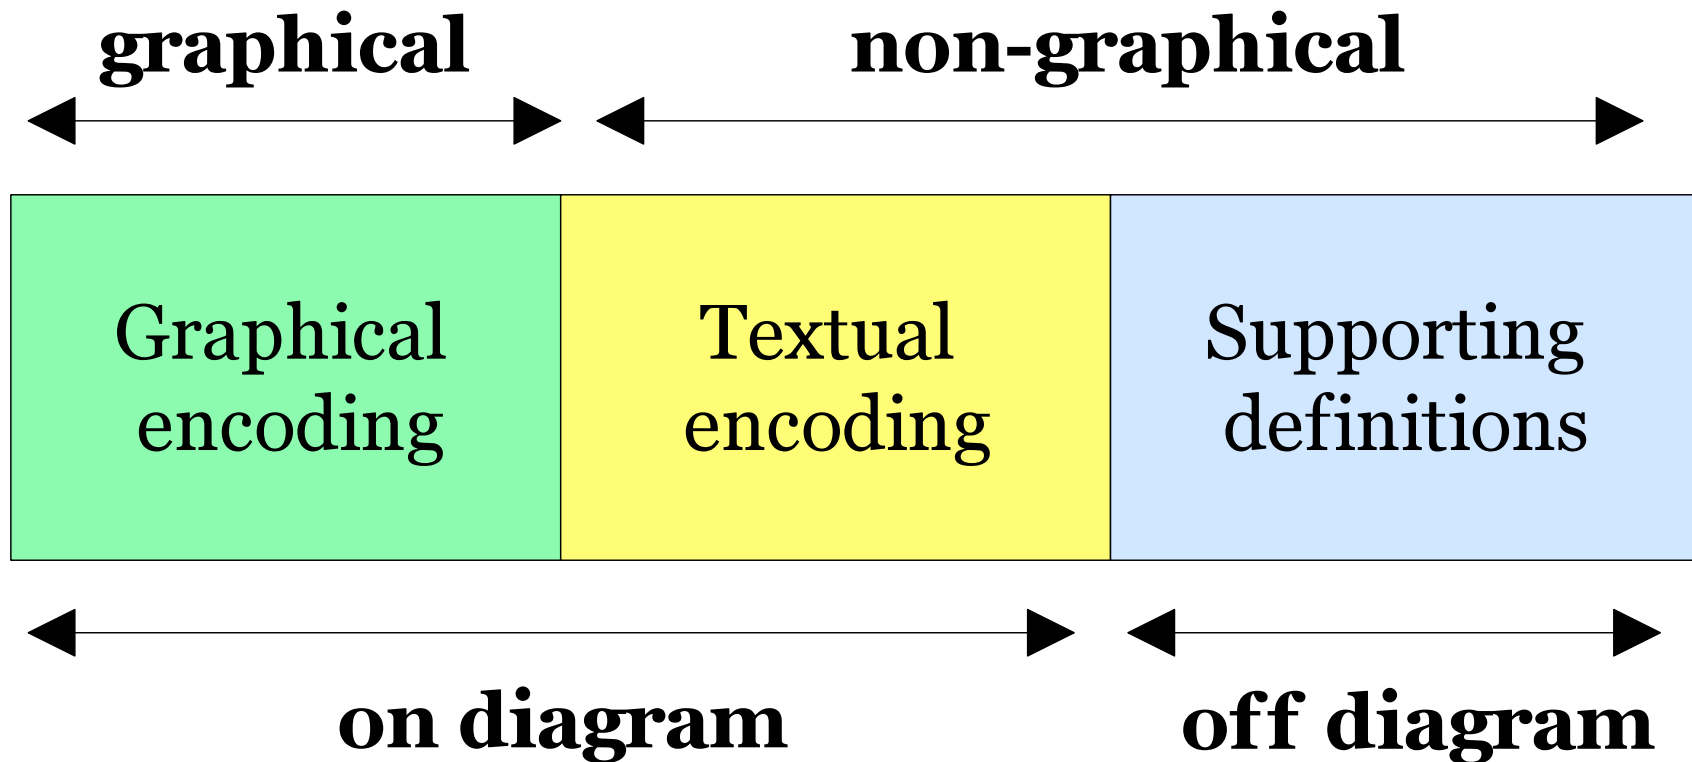 graphical
non-graphical
Graphical
encoding
Textual
encoding
Supporting
definitions
on diagram
off diagram